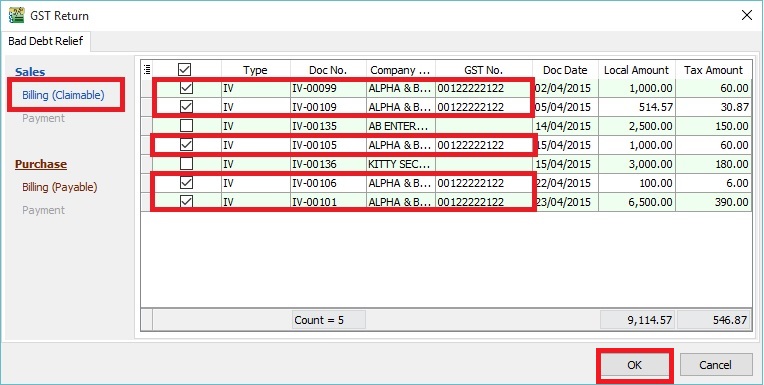 GST Return
Bad Debt Relief
Sales
Billing (Claimable)
Payment
Purchase
Billing (Payable)
Payment
Type Doc No. Company ... GST No. Doc Date Local Amount Tax Amount
IV IV-00099 ALPHA & B... 00122222122 02/04/2015 1,000.00 60.00
IV IV-00109 ALPHA & B... 00122222122 05/04/2015 514.57 30.87
IV IV-00135 AB ENTER... 14/04/2015 2,500.00 150.00
IV IV-00105 ALPHA & B... 00122222122 15/04/2015 1,000.00 60.00
IV IV-00136 KITTY SEC... 15/04/2015 3,000.00 180.00
IV IV-00106 ALPHA & B... 00122222122 22/04/2015 100.00 6.00
IV IV-00101 ALPHA & B... 00122222122 23/04/2015 6,500.00 390.00
Count = 5 9,114.57 546.87
OK Cancel